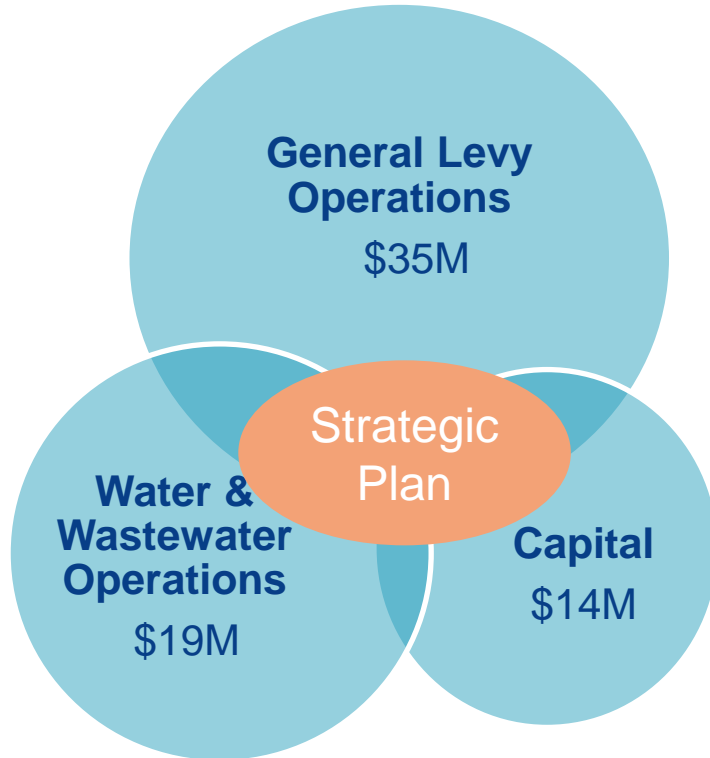 General Levy
Operations
$35M
Strategic
Plan
Water &
Wastewater
Operations
$19M
Capital
$14M